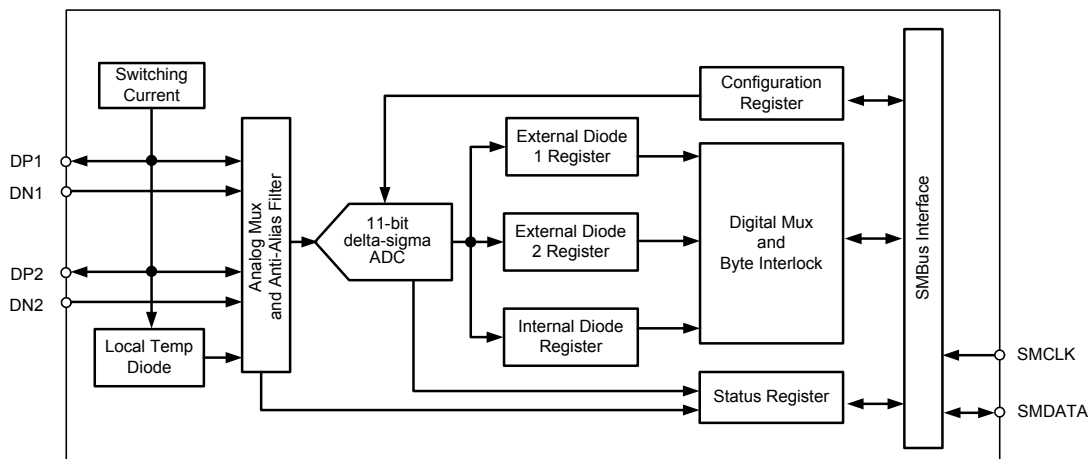 Switching
Current
Configuration
Register
External Diode
1 Register
DP1
DN1
Analog Mux
and Anti-Alias Filter
11-bit
delta-sigma
ADC
External Diode
2 Register
Digital Mux
and
Byte Interlock
SMBus Interface
DP2
DN2
Local Temp
Diode
Internal Diode
Register
SMCLK
Status Register
SMDATA